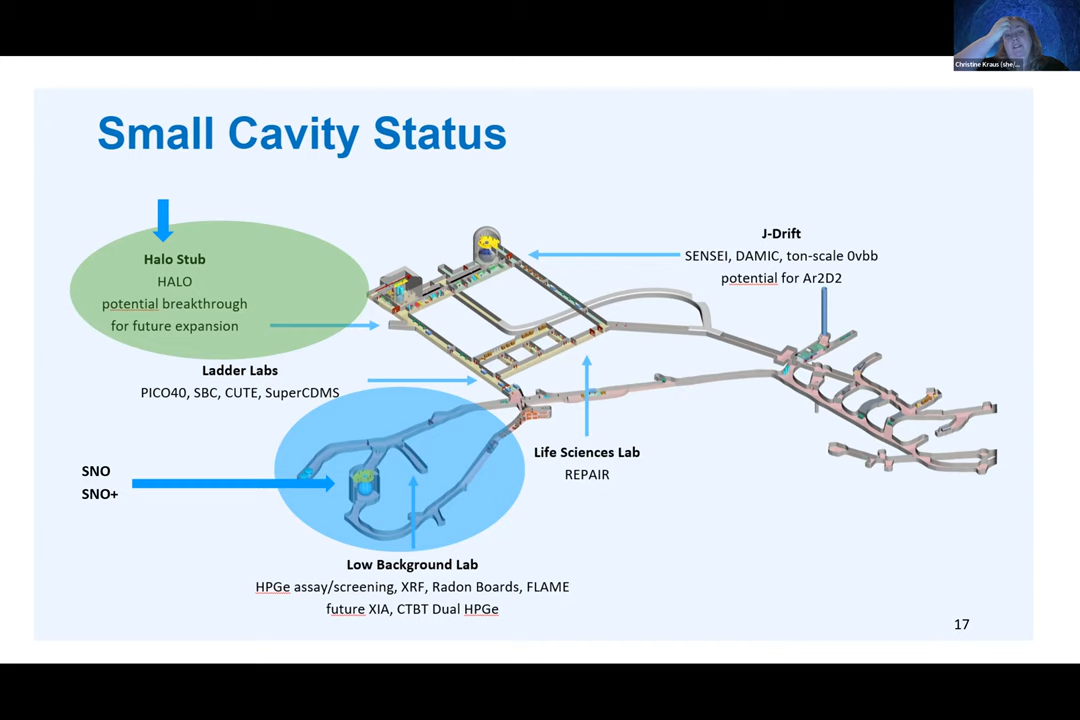 Christine Kraus (she/...
Small Cavity Status
Halo Stub
HALO
potential breakthrough
for future expansion
J-Drift
SENSEI, DAMIC, ton-scale 0vbb
potential for Ar2D2
Ladder Labs
PICO40, SBC, CUTE, SuperCDMS
Life Sciences Lab
REPAIR
SNO
SNO+
Low Background Lab
HPGe assay/screening, XRF, Radon Boards, FLAME
future XIA, CTBT Dual HPGe
17